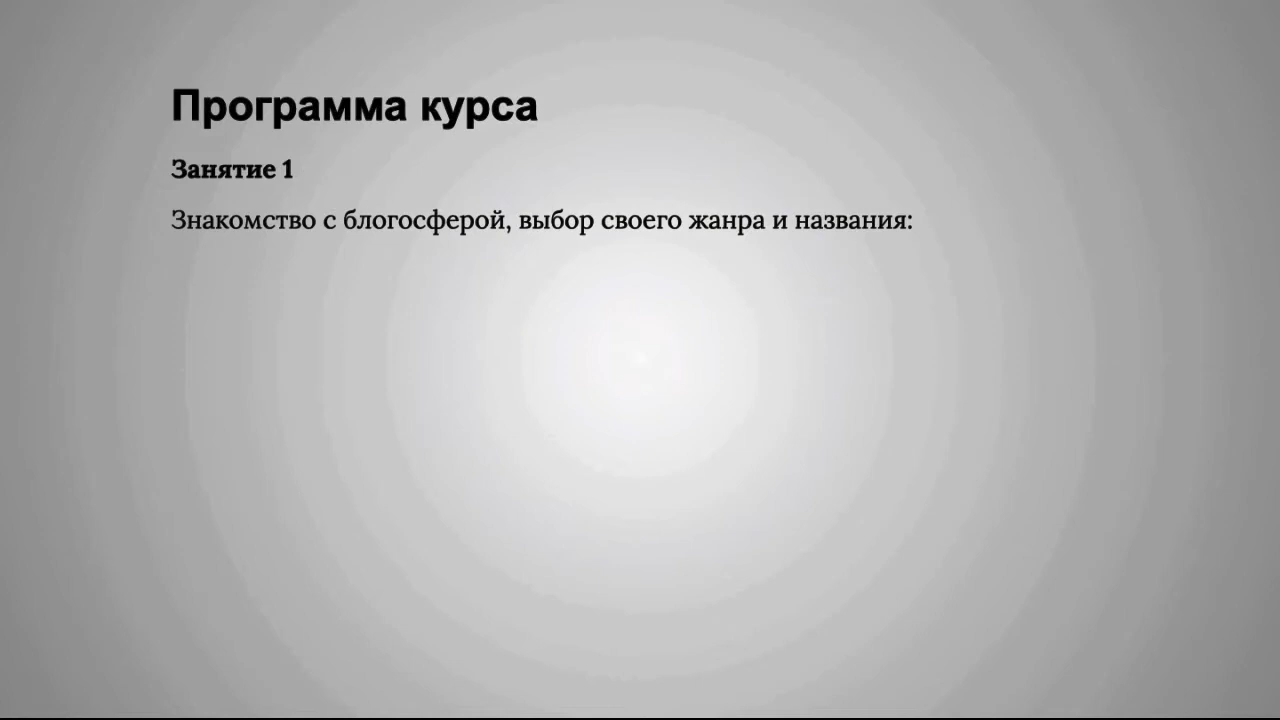 Программа курса
Занятие 1
Знакомство с блогосферой, выбор своего жанра и названия: